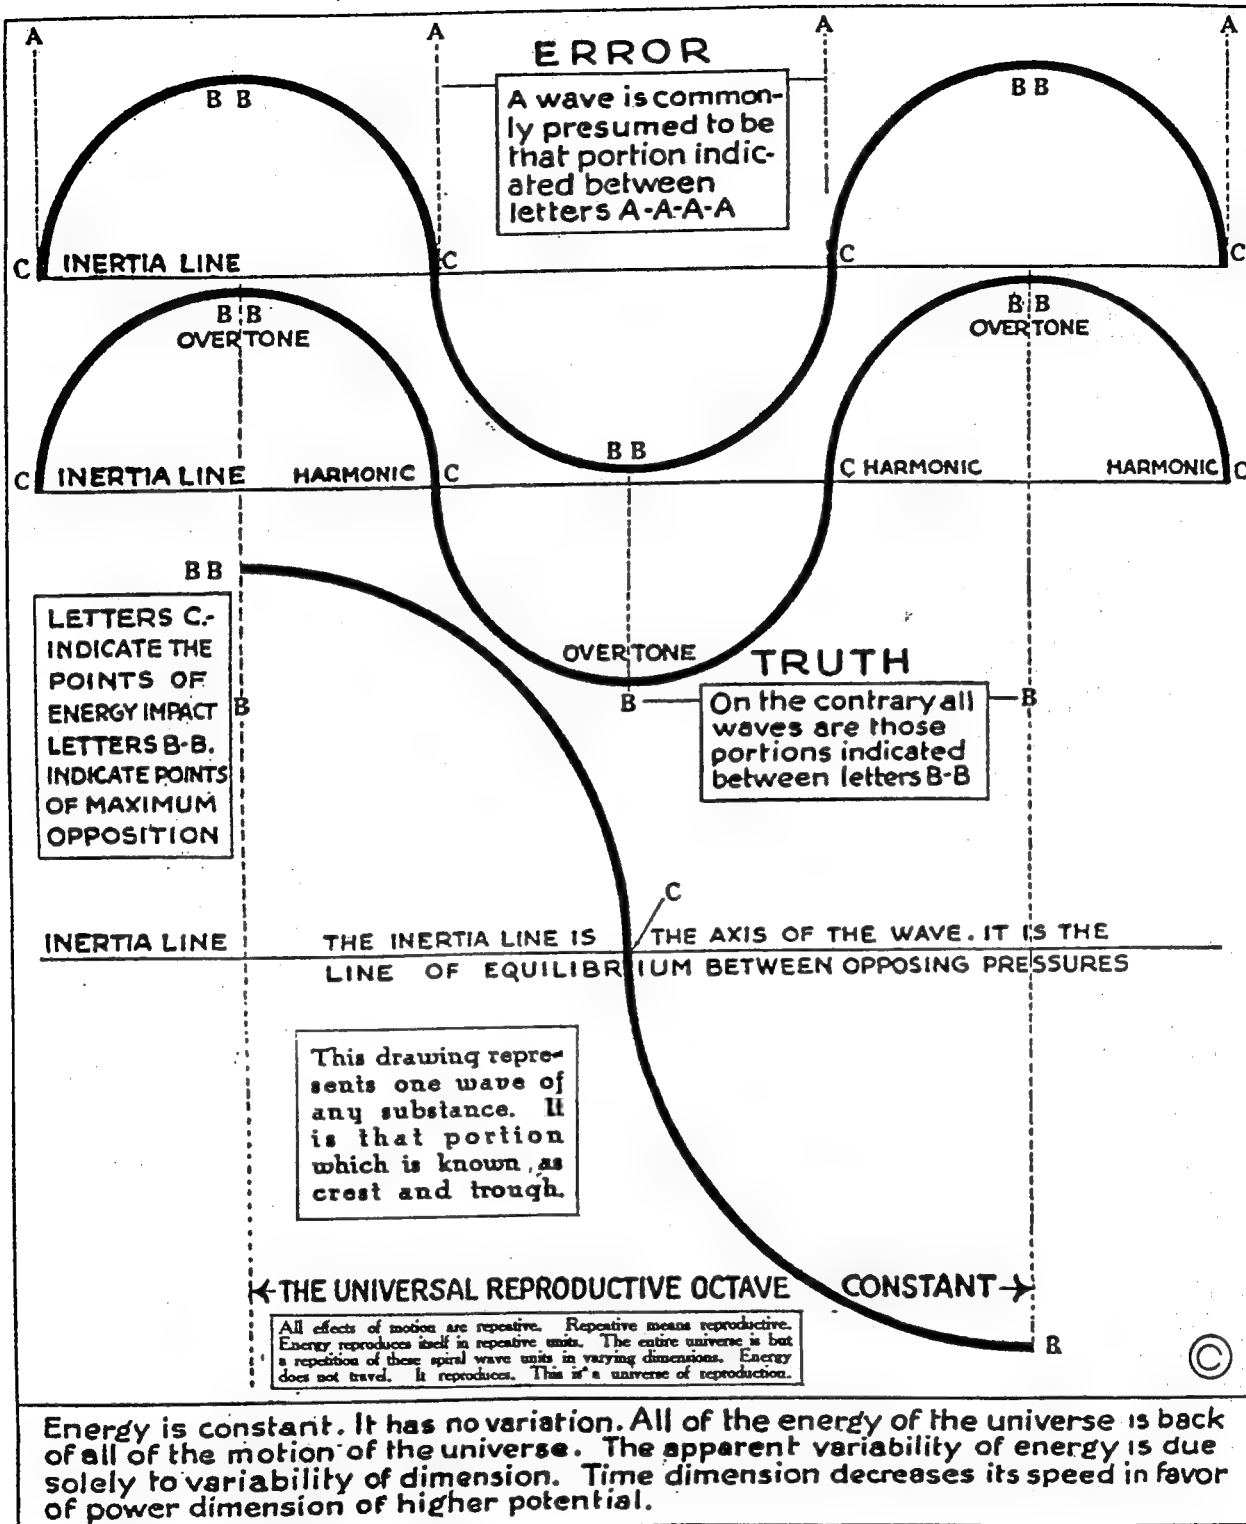 A A A A
ERROR
B B
B B
A wave is common-
ly presumed to be
that portion indic-
ated between
letters A-A-A-A
C INERTIA LINE C C C
B B
OVERTONE
B B
OVERTONE
B B
C INERTIA LINE HARMONIC C C HARMONIC HARMONIC C
B B
OVERTONE
TRUTH
LETTERS C.-
INDICATE THE
POINTS OF
ENERGY IMPACT
LETTERS B-B.
INDICATE POINTS
OF MAXIMUM
OPPOSITION
B
B B
On the contrary all
waves are those
portions indicated
between letters B-B
C
INERTIA LINE THE INERTIA LINE IS THE AXIS OF THE WAVE. IT IS THE
LINE OF EQUILIBRIUM BETWEEN OPPOSING PRESSURES
This drawing repre-
sents one wave of
any substance. It
is that portion
which is known, as
crest and trough.
THE UNIVERSAL REPRODUCTIVE OCTAVE CONSTANT
All effects of motion are repeative. Repeative means reproductive.
Energy reproduces itself in repeative units. The entire universe is but
a repetition of these spiral wave units in varying dimensions. Energy
does not travel. It reproduces. This is a universe of reproduction.
R
©
Energy is constant. It has no variation. All of the energy of the universe is back
of all of the motion of the universe. The apparent variability of energy is due
solely to variability of dimension. Time dimension decreases its speed in favor
of power dimension of higher potential.